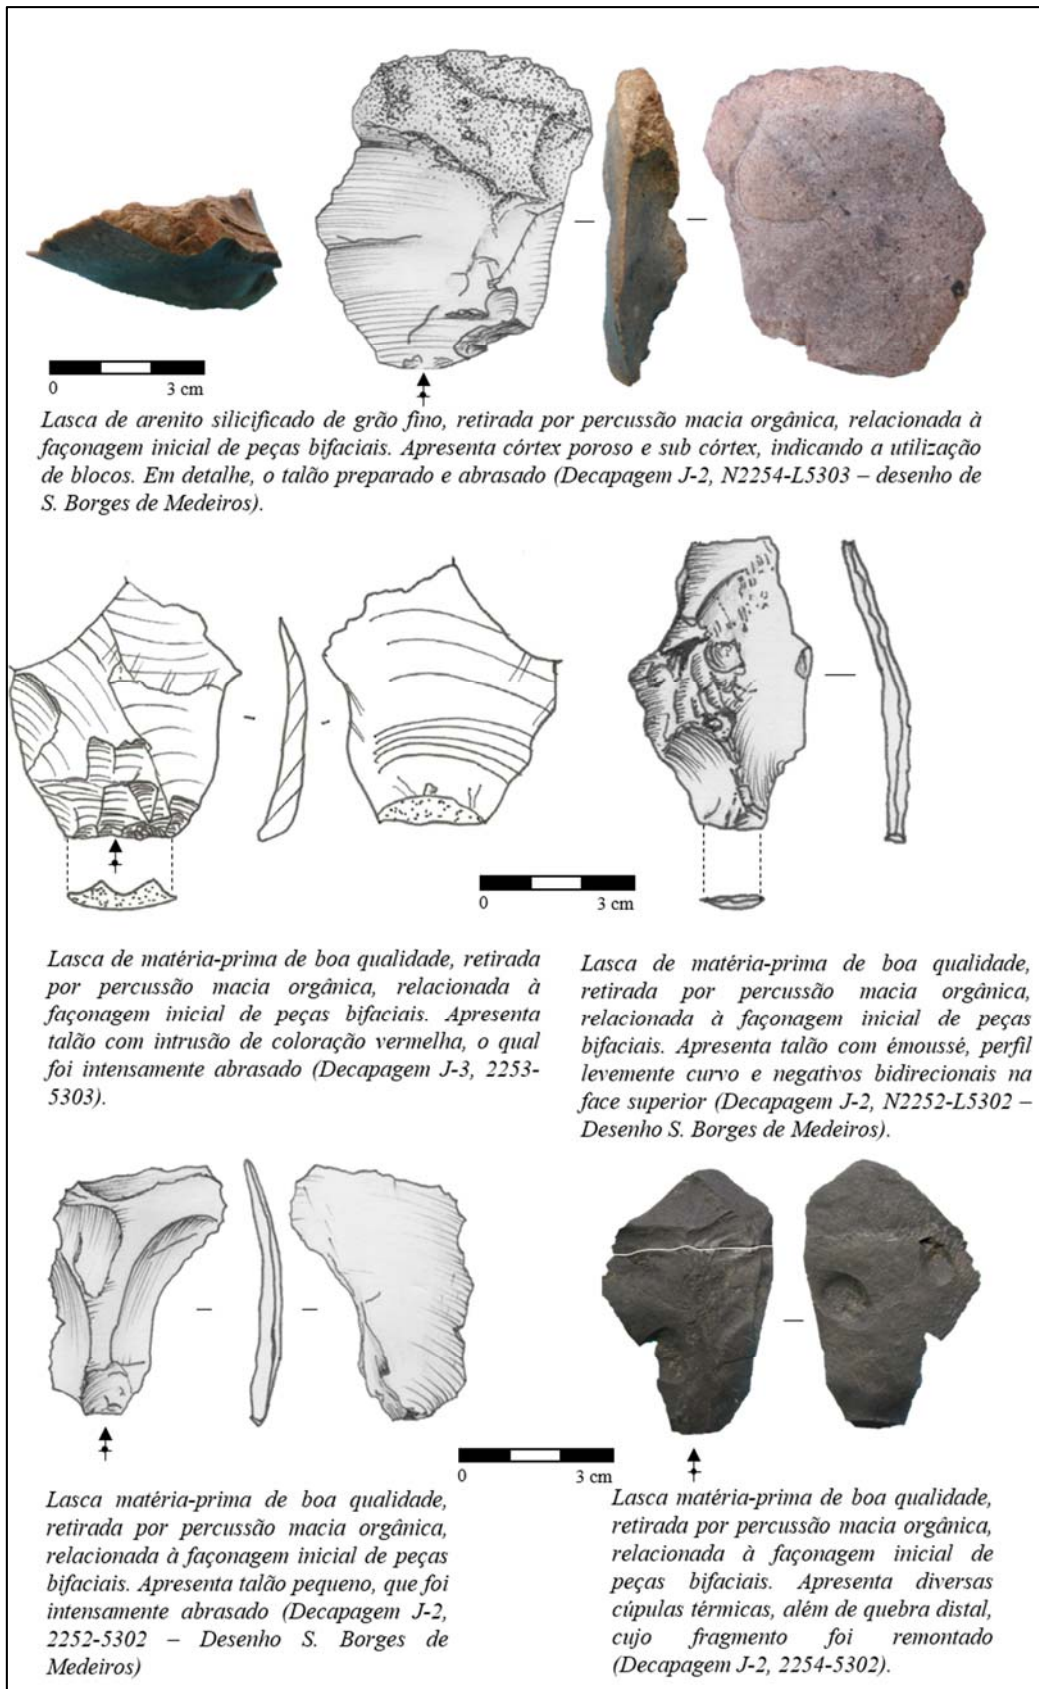 0 3 cm
Lasca de arenito silicificado de grão fino, retirada por percussão macia orgânica, relacionada à
façonagem inicial de peças bifaciais. Apresenta córtex poroso e sub córtex, indicando a utilização
de blocos. Em detalhe, o talão preparado e abrasado (Decapagem J-2, N2254-L5303 – desenho de
S. Borges de Medeiros).
0 3 cm
Lasca de matéria-prima de boa qualidade, retirada
por percussão macia orgânica, relacionada à
façonagem inicial de peças bifaciais. Apresenta
talão com intrusão de coloração vermelha, o qual
foi intensamente abrasado (Decapagem J-3, 2253-
5303).
Lasca de matéria-prima de boa qualidade,
retirada por percussão macia orgânica,
relacionada à façonagem inicial de peças
bifaciais. Apresenta talão com émoussé, perfil
levemente curvo e negativos bidirecionais na
face superior (Decapagem J-2, N2252-L5302 –
Desenho S. Borges de Medeiros).
0 3 cm
Lasca matéria-prima de boa qualidade,
retirada por percussão macia orgânica,
relacionada à façonagem inicial de peças
bifaciais. Apresenta talão pequeno, que foi
intensamente abrasado (Decapagem J-2,
2252-5302 – Desenho S. Borges de
Medeiros)
Lasca matéria-prima de boa qualidade,
retirada por percussão macia orgânica,
relacionada à façonagem inicial de
peças bifaciais. Apresenta diversas
cúpulas térmicas, além de quebra distal,
cujo fragmento foi remontado
(Decapagem J-2, 2254-5302).